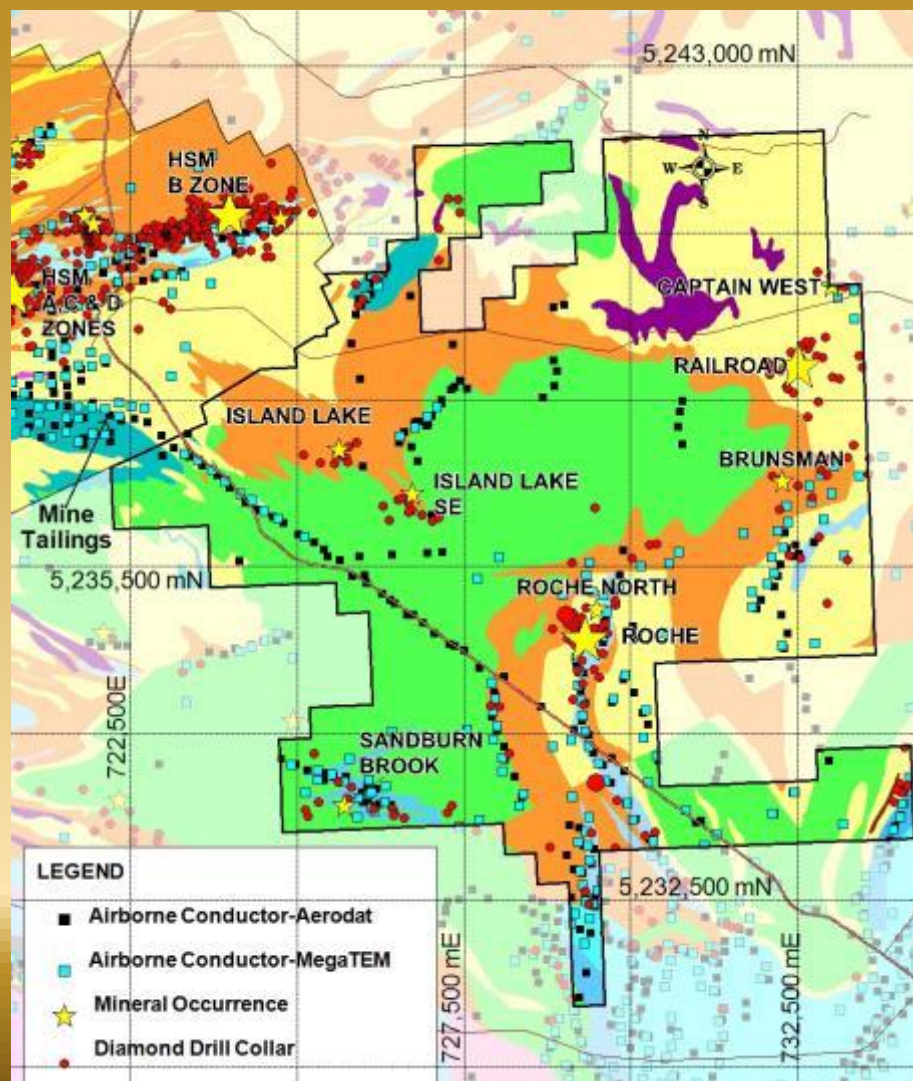 5,243,000 mN
N
W E
S
HSM
B ZONE
HSM
A,C & D
ZONES
CAPTAIN WEST
RAILROAD
ISLAND LAKE
BRUNSMAN
ISLAND LAKE
SE
Mine
Tailings
5,235,500 mN
ROCHE NORTH
ROCHE
722,500E
SANDBURN
BROOK
5,232,500 mN
727,500 mE
732,500 mE
LEGEND
Airborne Conductor-Aerodat
Airborne Conductor-MegaTEM
Mineral Occurrence
Diamond Drill Collar